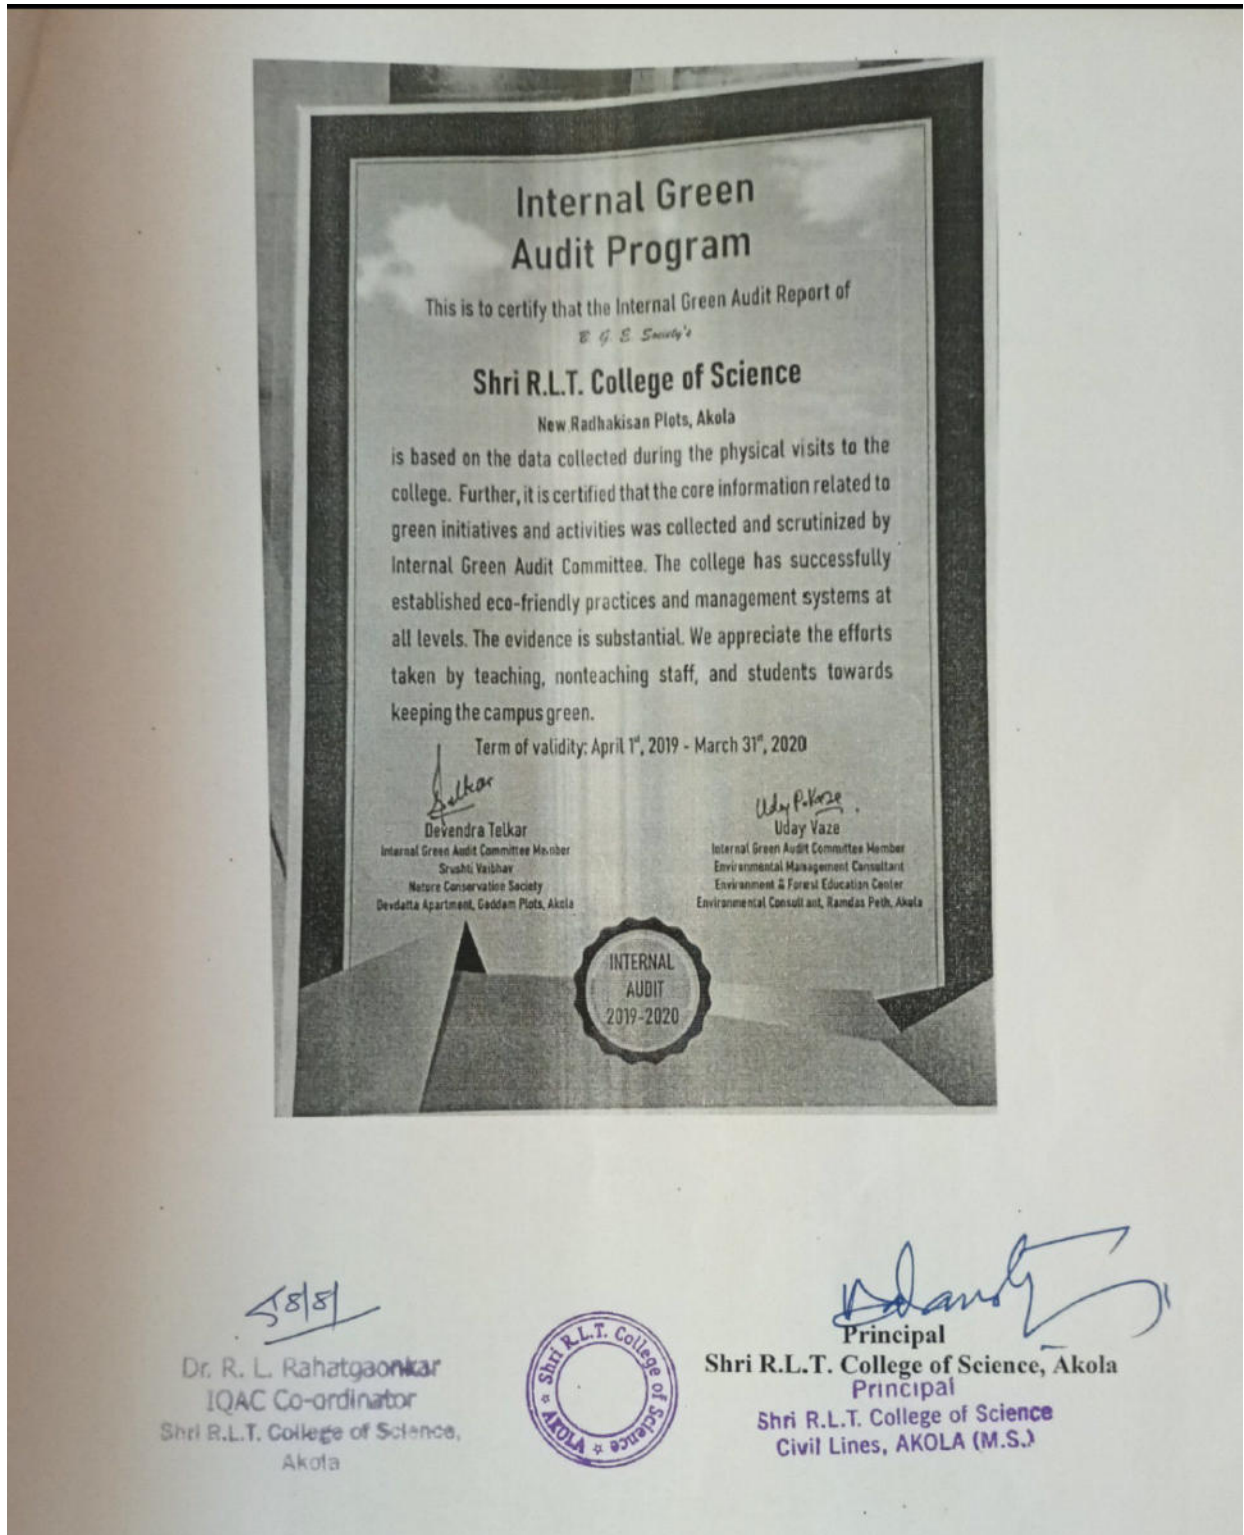 Internal Green
Audit Program
This is to certify that the Internal Green Audit Report of
B G E Society's
Shri R.L.T. College of Science
New Radhakisan Plots, Akola
is based on the data collected during the physical visits to the
college. Further, it is certified that the core information related to
green initiatives and activities was collected and scrutinized by
Internal Green Audit Committee. The college has successfully
established eco-friendly practices and management systems at
all levels. The evidence is substantial. We appreciate the efforts
taken by teaching, nonteaching staff, and students towards
keeping the campus green.
Term of validity: April 1st, 2019 - March 31st, 2020
Devendra Telkar
Internal Green Audit Committee Member
Srushti Vaibhav
Nature Conservation Society
Devdatta Apartment, Gaddam Plots, Akola
Uday P. Vaze
Uday Vaze
Internal Green Audit Committee Member
Environmental Management Consultant
Environment & Forest Education Center
Environmental Consultant, Ramdas Peth, Akola
INTERNAL
AUDIT
2019-2020
Dr. R. L. Rahatgaonkar
IQAC Co-ordinator
Shri R.L.T. College of Science,
Akola
Shri R.L.T. College of Science
AKOLA
Principal
Shri R.L.T. College of Science, Akola
Principal
Shri R.L.T. College of Science
Civil Lines, AKOLA (M.S.)